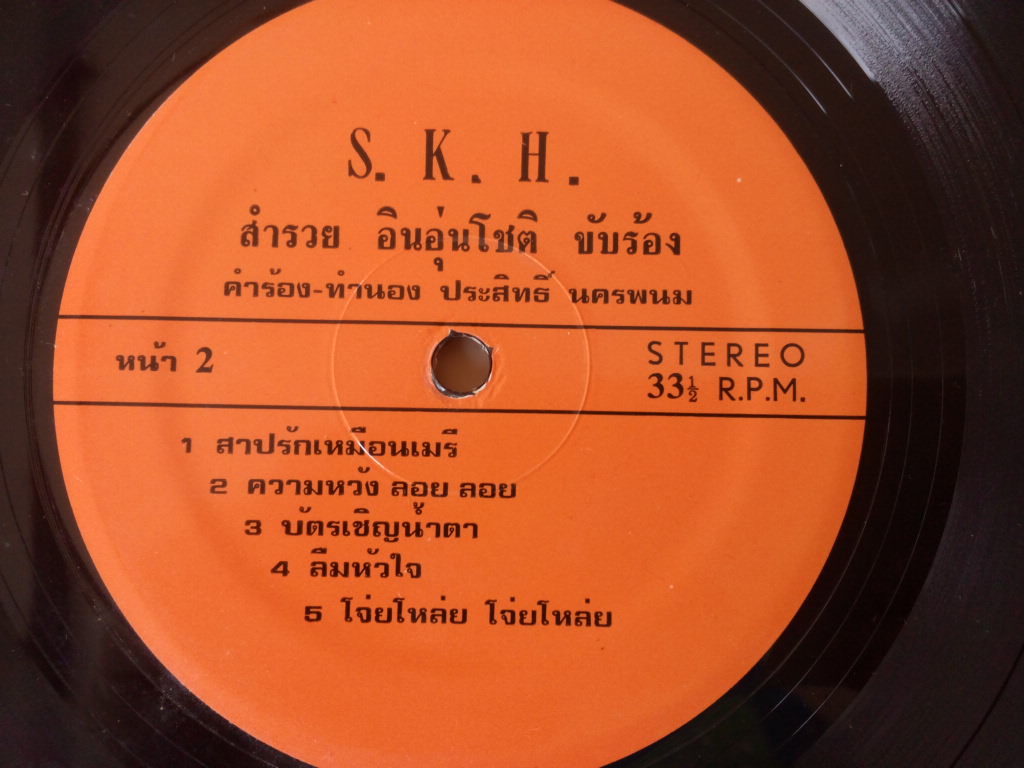 S. K. H.
สำรวย อินอุ่นโชติ ขับร้อง
คำร้อง-ทำนอง ประสิทธิ์ นครพนม
หน้า 2
STEREO
33½ R.P.M.
1 สาปรักเหมือนเมรี
2 ความหวัง ลอย ลอย
3 บัตรเชิญน้ำตา
4 ลืมหัวใจ
5 โจ่ยโหล่ย โจ่ยโหล่ย